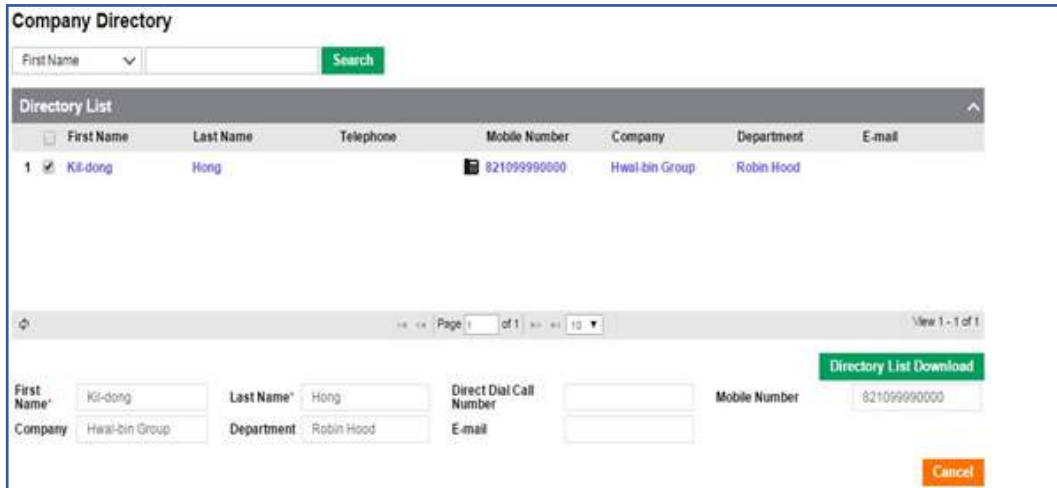 Company Directory
First Name Search
Directory List
First Name Last Name Telephone Mobile Number Company Department E-mail
1 Kil-dong Hong 821099990000 Hwal-bin Group Robin Hood
Page 1 of 1 10 View 1 - 1 of 1
Directory List Download
First Name* Kil-dong Last Name* Hong Direct Dial Call Number Mobile Number 821099990000
Company Hwal-bin Group Department Robin Hood E-mail
Cancel